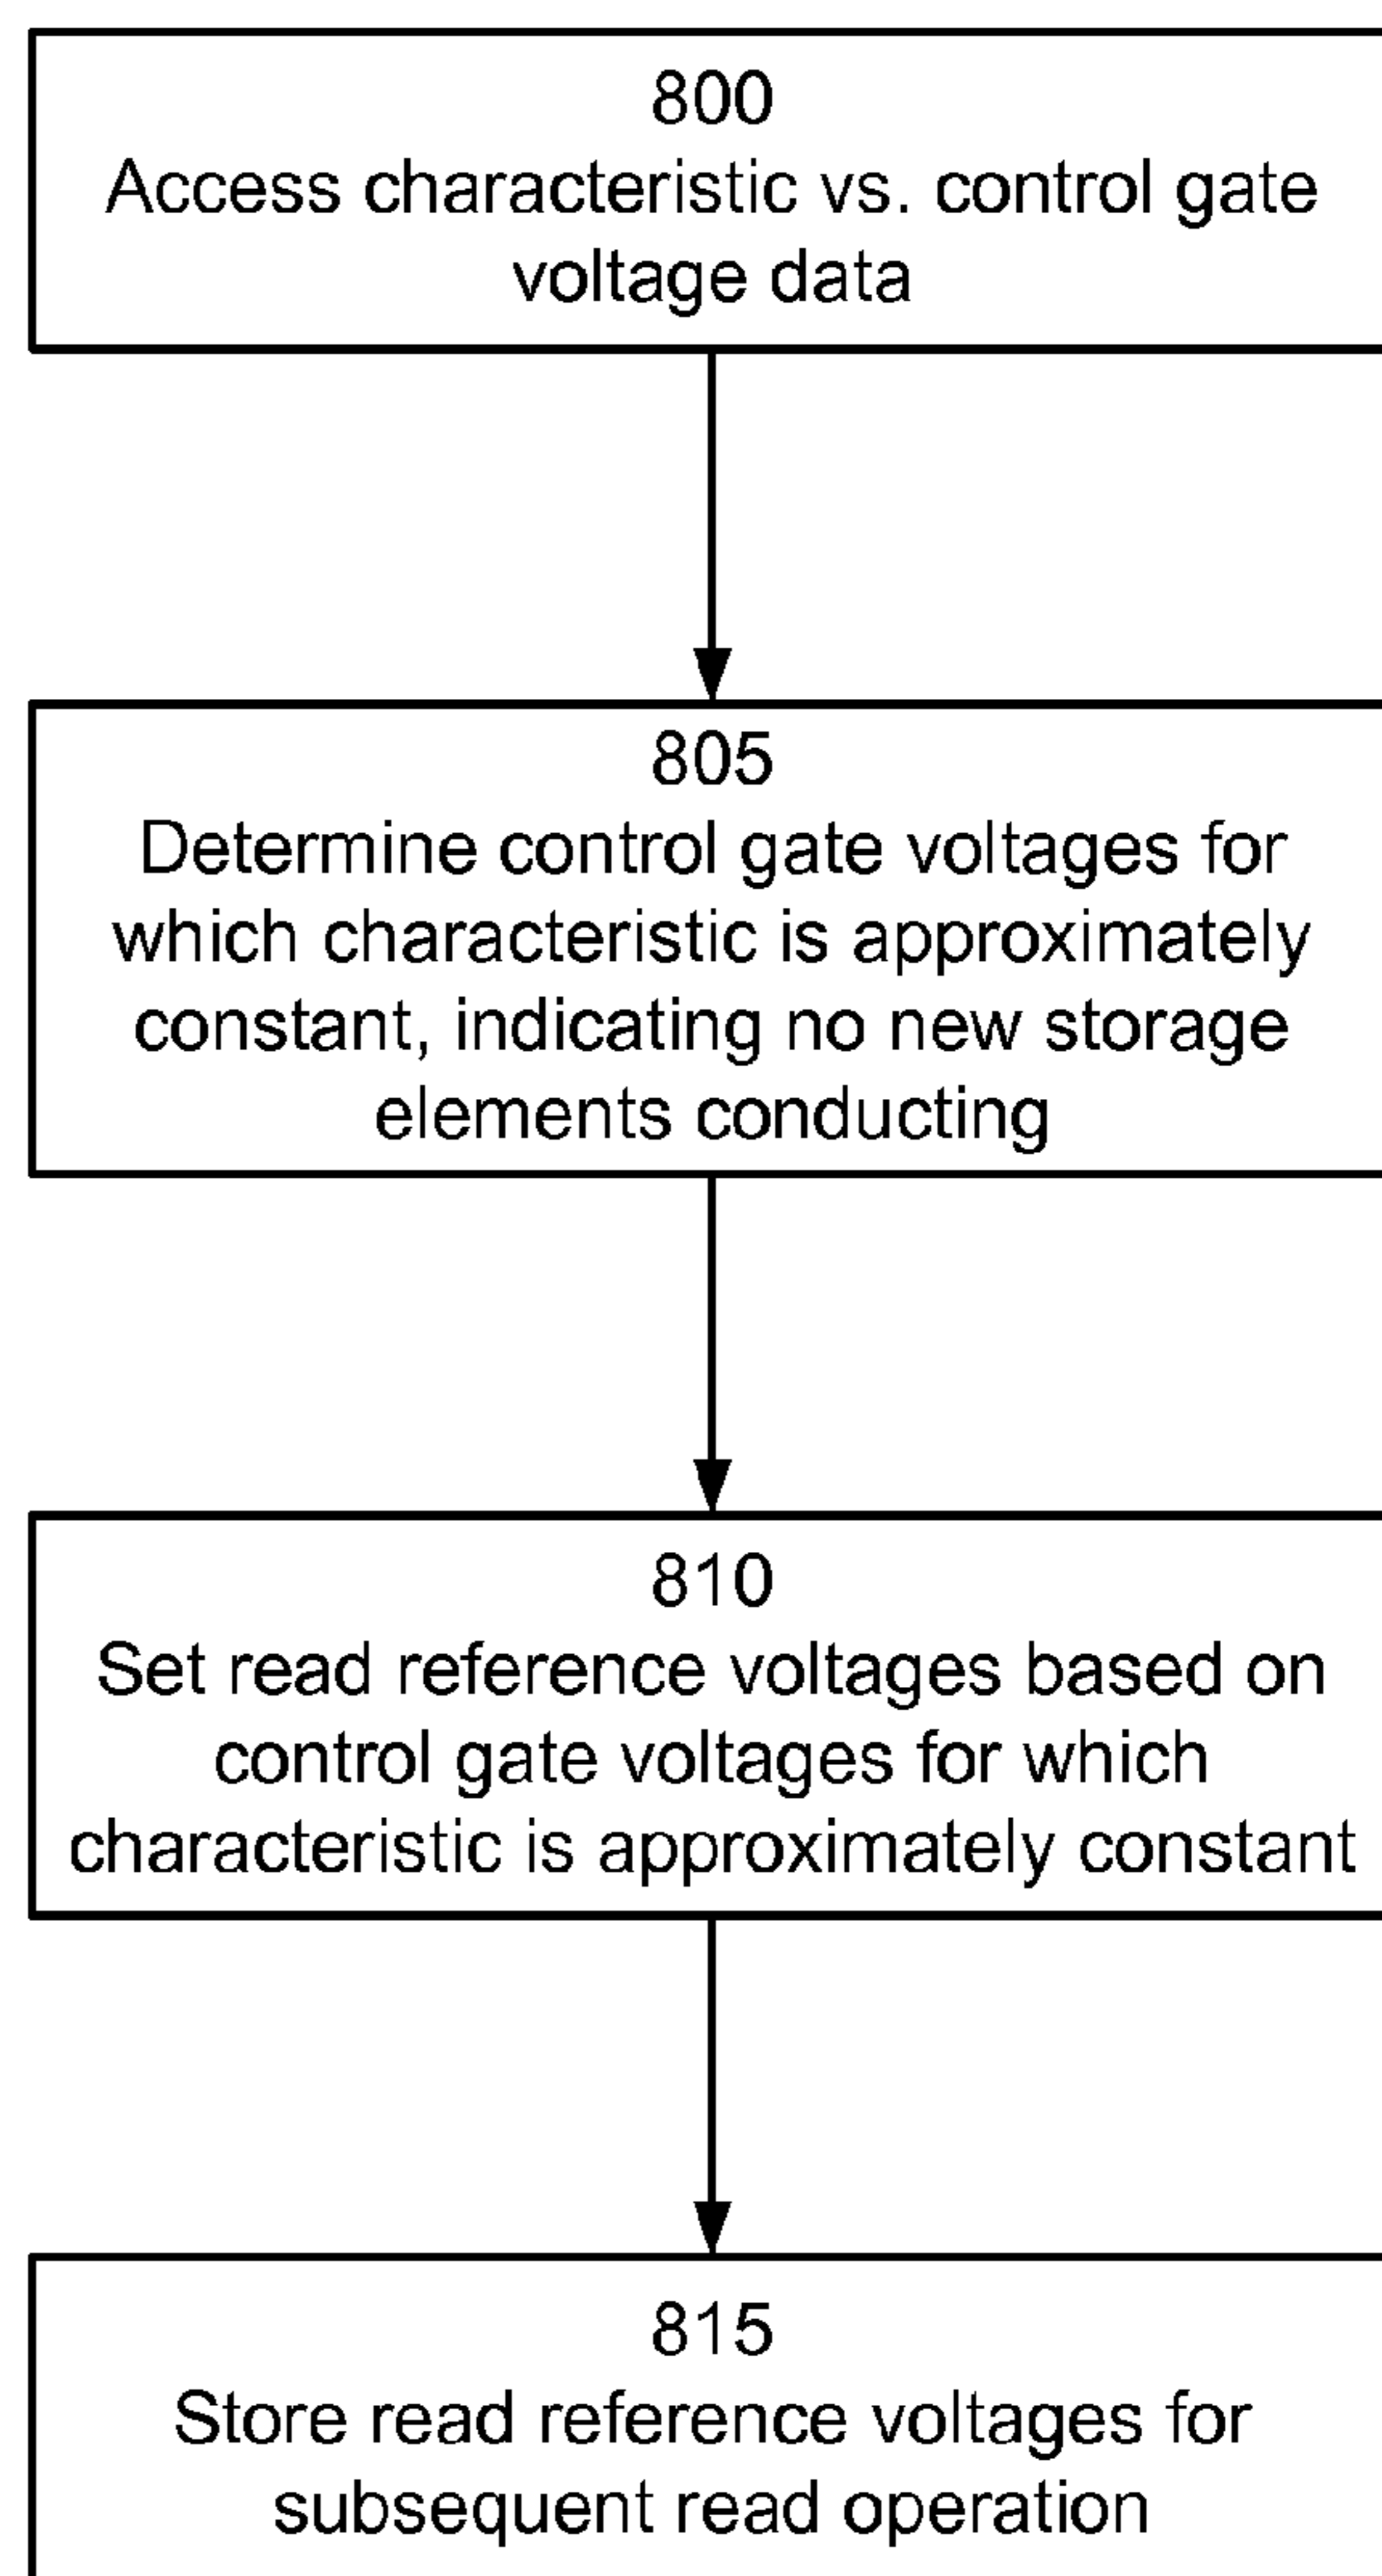 800
Access characteristic vs. control gate
voltage data
805
Determine control gate voltages for
which characteristic is approximately
constant, indicating no new storage
elements conducting
810
Set read reference voltages based on
control gate voltages for which
characteristic is approximately constant
815
Store read reference voltages for
subsequent read operation